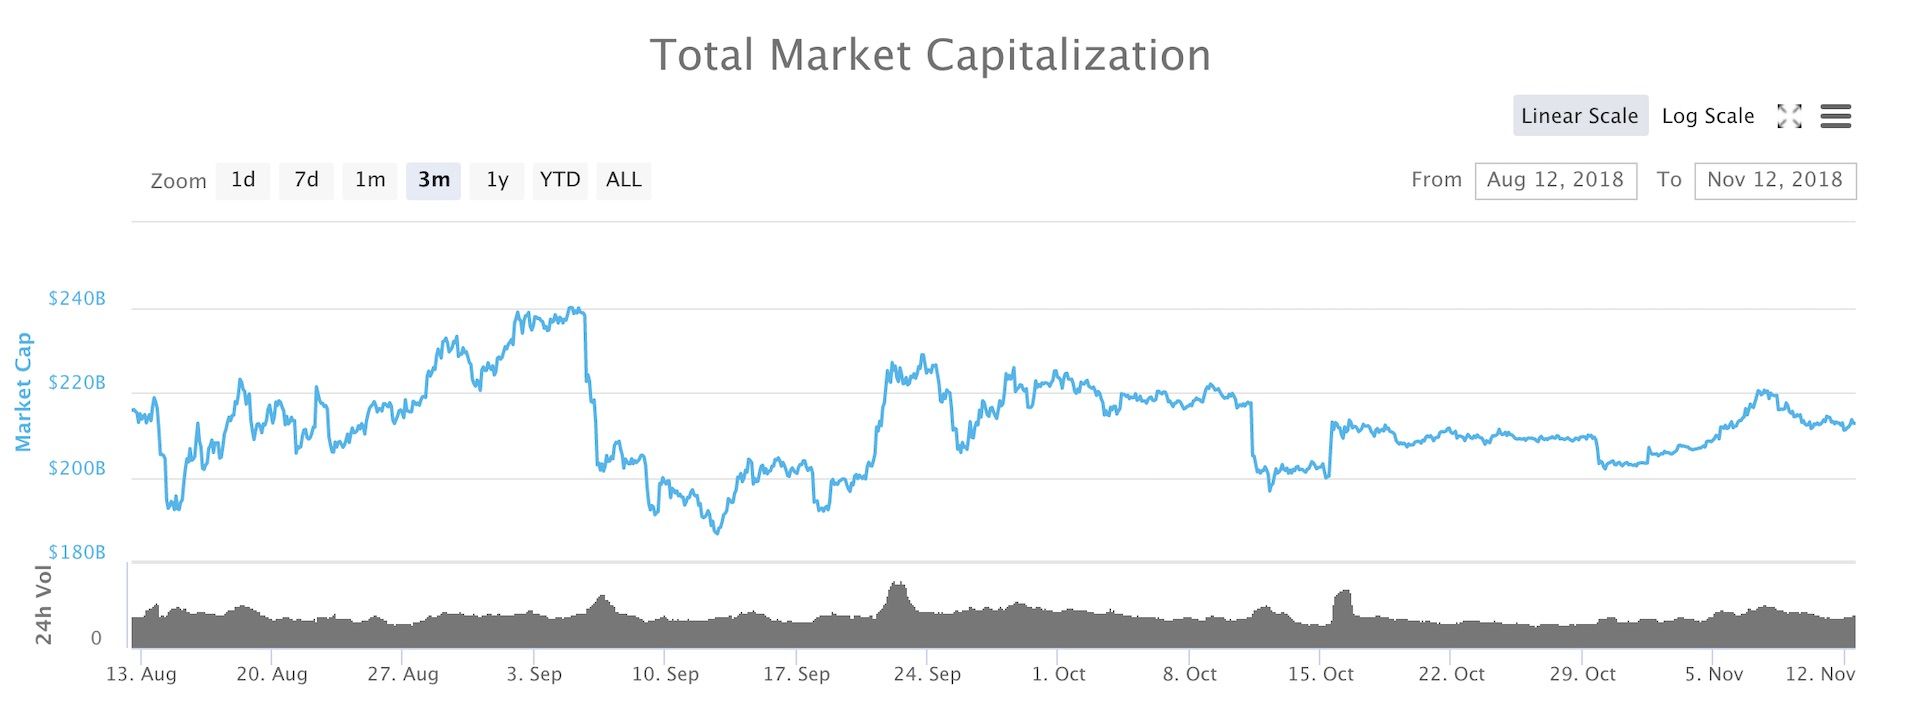 Total Market Capitalization
Linear Scale Log Scale
Zoom 1d 7d 1m 3m 1y YTD ALL From Aug 12, 2018 To Nov 12, 2018
$240B
$220B
$200B
$180B
Market Cap
24h Vol
0
13. Aug 20. Aug 27. Aug 3. Sep 10. Sep 17. Sep 24. Sep 1. Oct 8. Oct 15. Oct 22. Oct 29. Oct 5. Nov 12. Nov